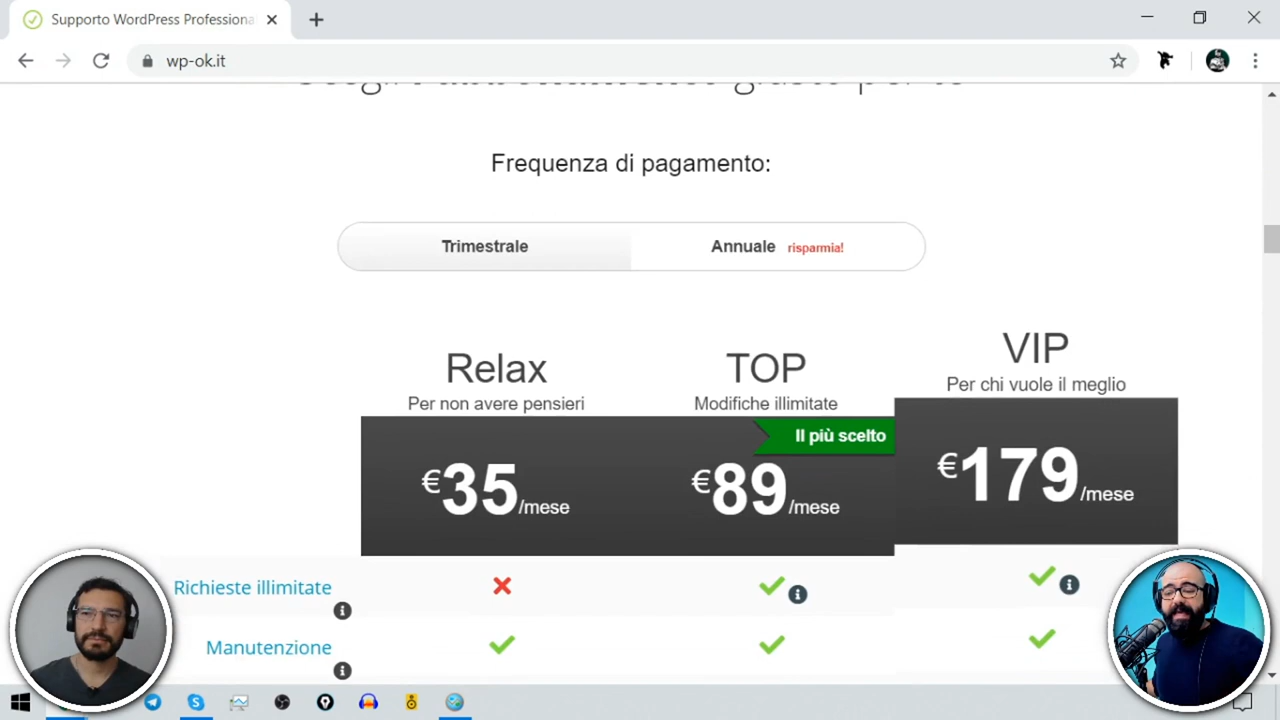 Supporto WordPress Professiona
wp-ok.it
Frequenza di pagamento:
Trimestrale
Annuale risparmia!
Relax
Per non avere pensieri
€35/mese
TOP
Modifiche illimitate
Il più scelto
€89/mese
VIP
Per chi vuole il meglio
€179/mese
Richieste illimitate
Manutenzione